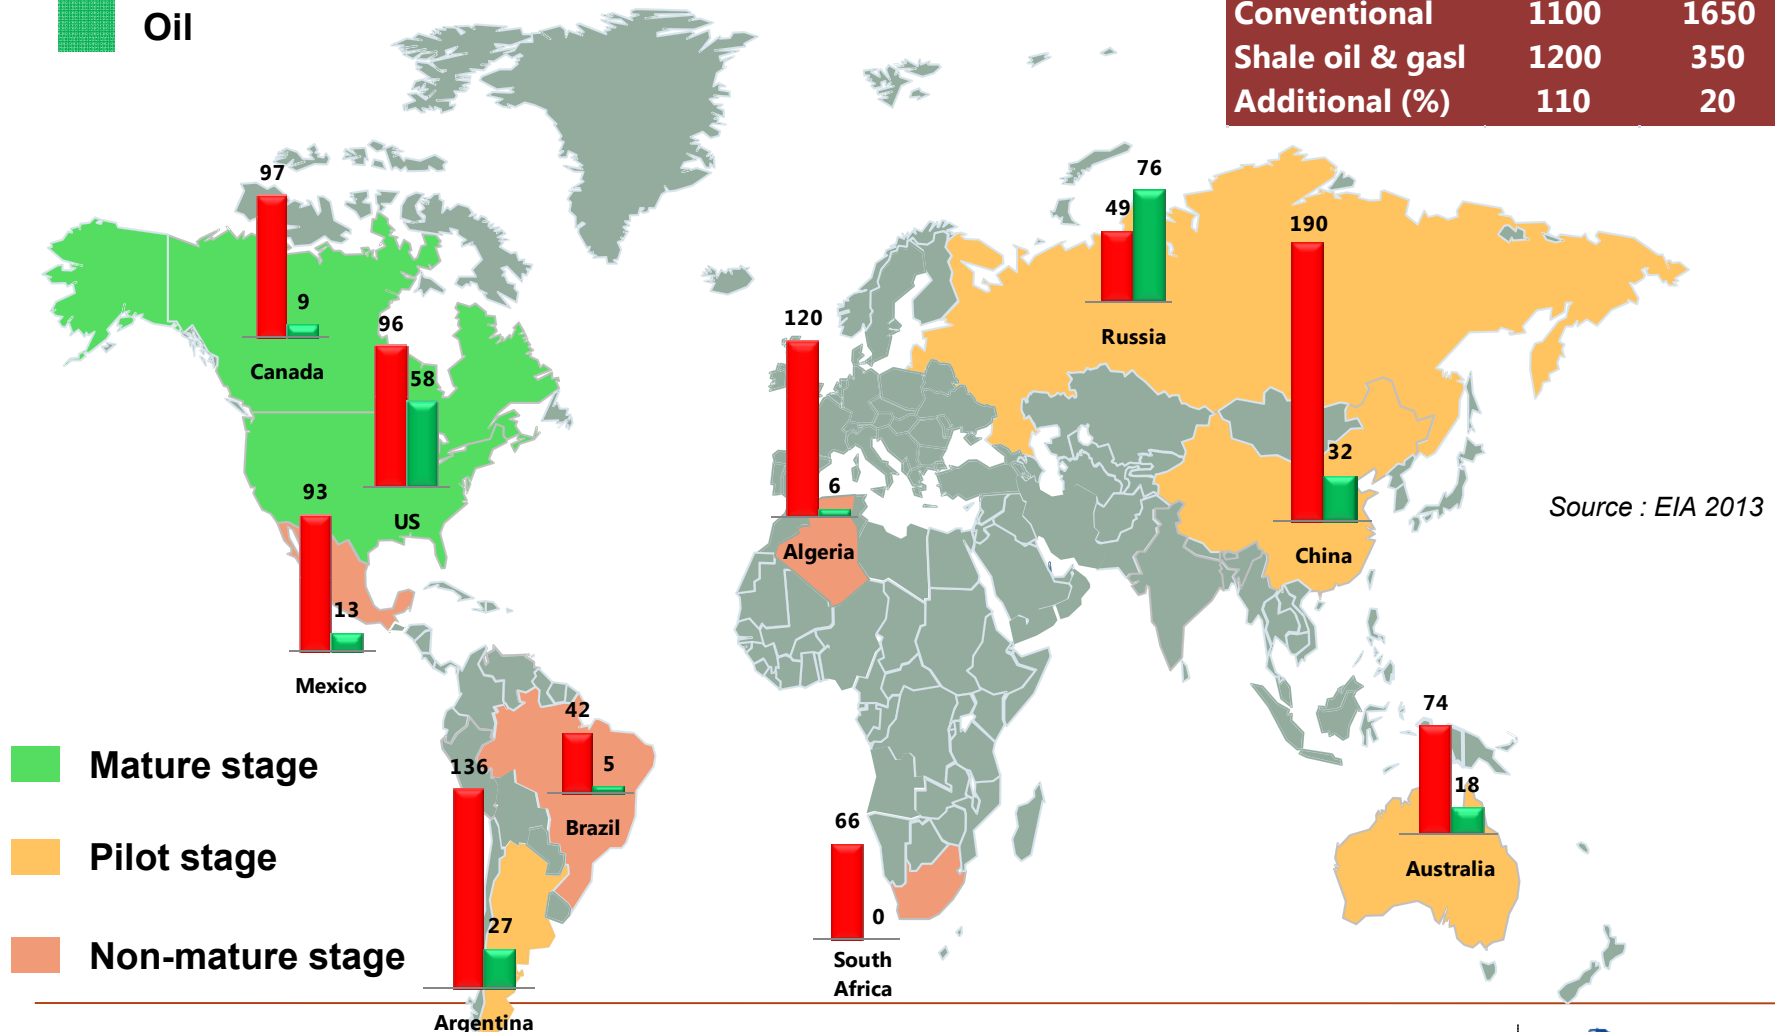 Oil
Conventional 1100 1650
Shale oil & gasl 1200 350
Additional (%) 110 20
97
9
Canada
96
58
US
93
13
Mexico
120
6
Algeria
49
76
Russia
190
32
China
Source : EIA 2013
42
5
Brazil
136
27
Argentina
66
0
South
Africa
74
18
Australia
Mature stage
Pilot stage
Non-mature stage